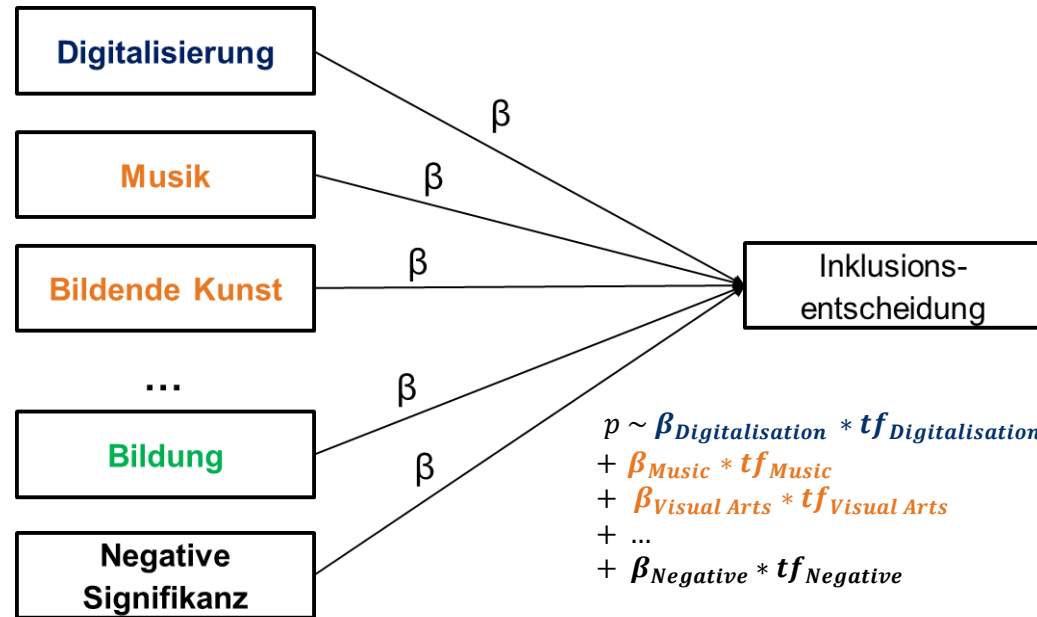 Digitalisierung
β
Musik
β
Bildende Kunst
β
Inklusions-
entscheidung
...
β
Bildung
β
Negative
Signifikanz
p ~ β_Digitalisation * tf_Digitalisation
+ β_Music * tf_Music
+ β_Visual Arts * tf_Visual Arts
+ ...
+ β_Negative * tf_Negative